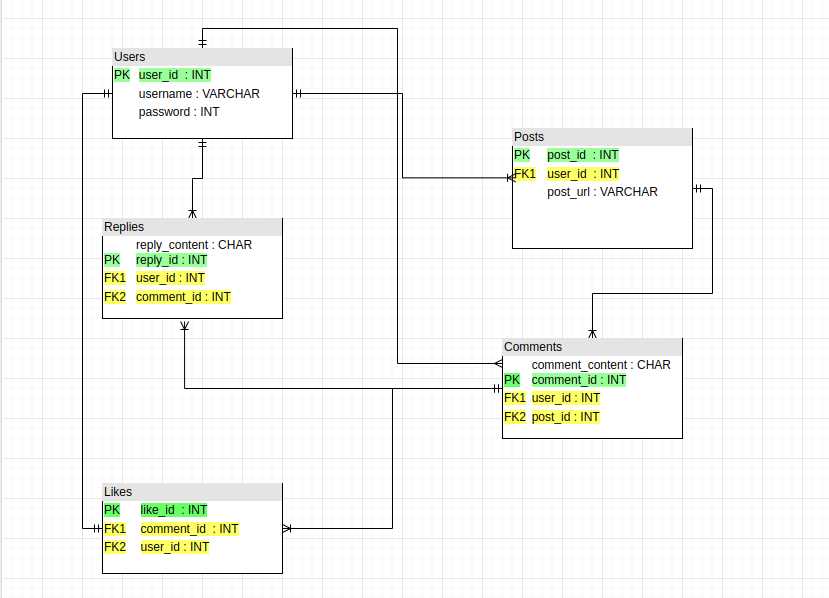 Users
PK user_id : INT
username : VARCHAR
password : INT
Posts
PK post_id : INT
FK1 user_id : INT
post_url : VARCHAR
Replies
reply_content : CHAR
PK reply_id : INT
FK1 user_id : INT
FK2 comment_id : INT
Comments
comment_content : CHAR
PK comment_id : INT
FK1 user_id : INT
FK2 post_id : INT
Likes
PK like_id : INT
FK1 comment_id : INT
FK2 user_id : INT